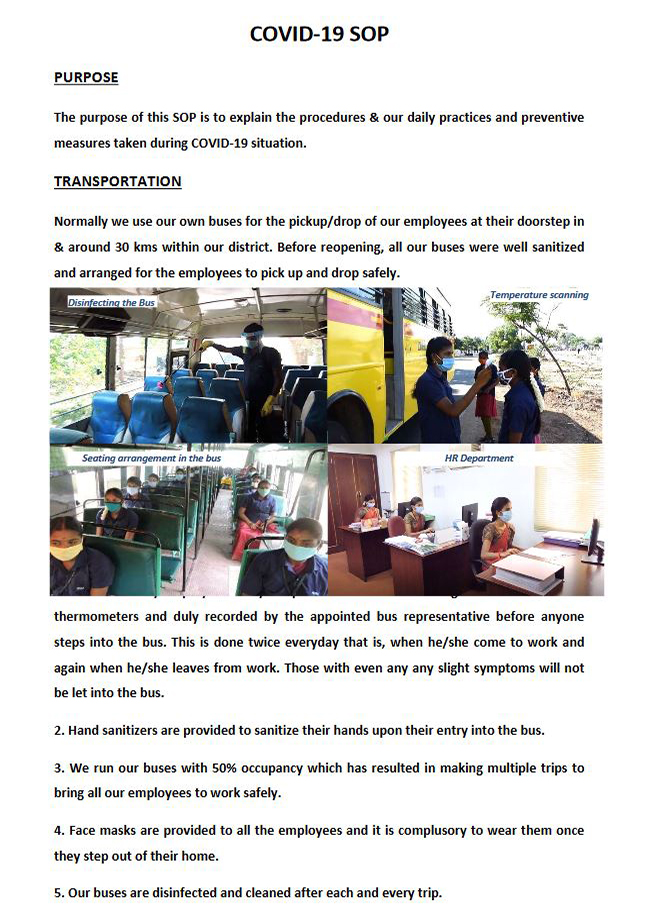 COVID-19 SOP
PURPOSE
The purpose of this SOP is to explain the procedures & our daily practices and preventive
measures taken during COVID-19 situation.
TRANSPORTATION
Normally we use our own buses for the pickup/drop of our employees at their doorstep in
& around 30 kms within our district. Before reopening, all our buses were well sanitized
and arranged for the employees to pick up and drop safely.
Disinfecting the Bus
Temperature scanning
Seating arrangement in the bus
HR Department
thermometers and duly recorded by the appointed bus representative before anyone
steps into the bus. This is done twice everyday that is, when he/she come to work and
again when he/she leaves from work. Those with even any any slight symptoms will not
be let into the bus.
2. Hand sanitizers are provided to sanitize their hands upon their entry into the bus.
3. We run our buses with 50% occupancy which has resulted in making multiple trips to
bring all our employees to work safely.
4. Face masks are provided to all the employees and it is complusory to wear them once
they step out of their home.
5. Our buses are disinfected and cleaned after each and every trip.